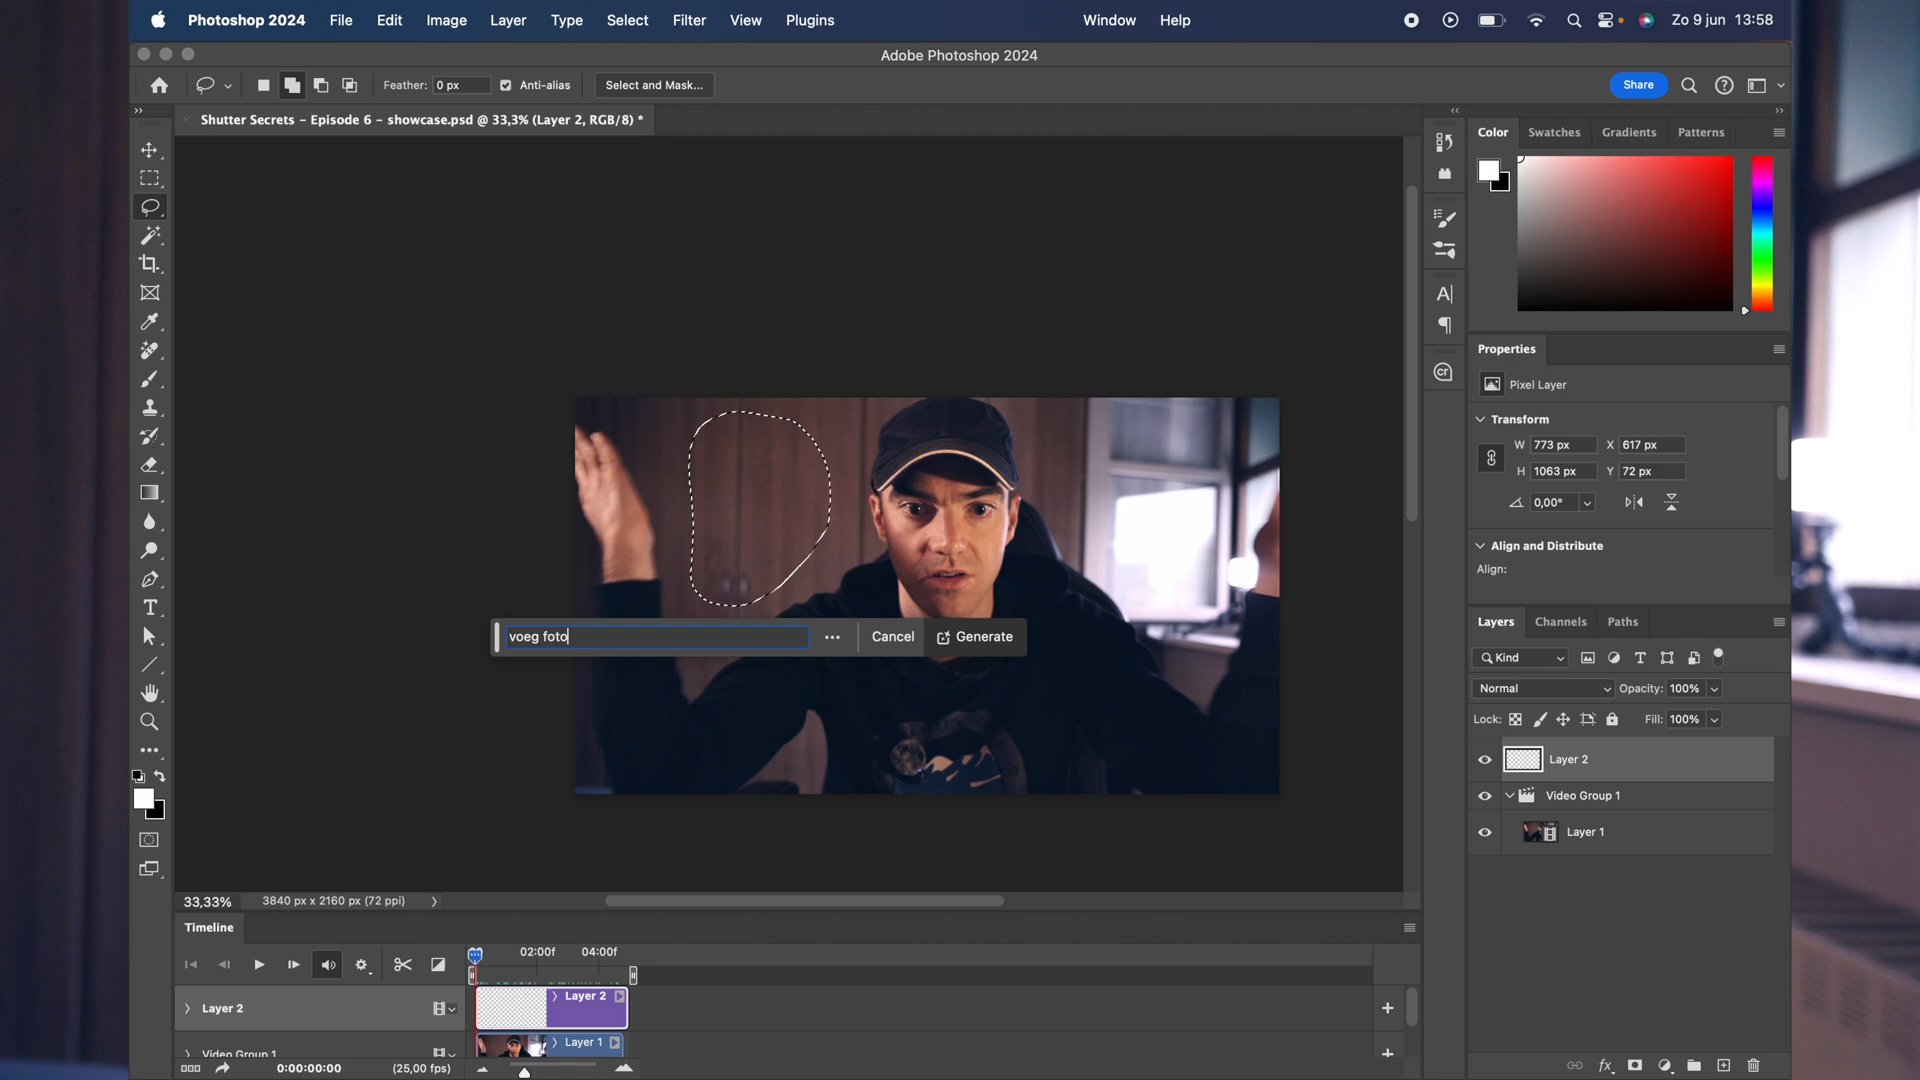 Photoshop 2024 File Edit Image Layer Type Select Filter View Plugins Window Help Zo 9 jun 13:58
Adobe Photoshop 2024
Feather: 0 px Anti-alias Select and Mask... Share
Shutter Secrets – Episode 6 – showcase.psd @ 33,3% (Layer 2, RGB/8) *
Color Swatches Gradients Patterns
Properties
Pixel Layer
Transform
W 773 px X 617 px
H 1063 px Y 72 px
0,00°
Align and Distribute
Align:
voeg foto ••• Cancel Generate
Layers Channels Paths
Kind
Normal Opacity: 100%
Lock: Fill: 100%
Layer 2
Video Group 1
Layer 1
33,33% 3840 px x 2160 px (72 ppi)
Timeline
02:00f 04:00f
Layer 2 Layer 2
Video Group 1 Layer 1
0:00:00:00 (25,00 fps)